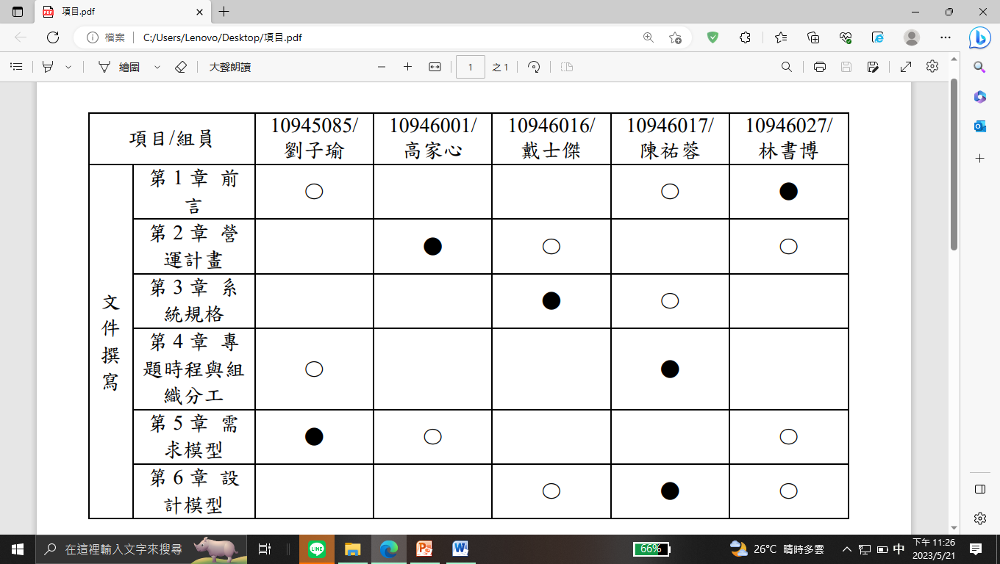 項目.pdf
檔案
C:/Users/Lenovo/Desktop/項目.pdf
繪圖
大聲朗讀
1
之 1
項目/組員
10945085/
劉子瑜
10946001/
高家心
10946016/
戴士傑
10946017/
陳祐蓉
10946027/
林書博
文
件
撰
寫
第 1 章 前
言
○
○
●
第 2 章 營
運計畫
●
○
○
第 3 章 系
統規格
●
○
第 4 章 專
題時程與組
織分工
○
●
第 5 章 需
求模型
●
○
○
第 6 章 設
計模型
○
●
○
在這裡輸入文字來搜尋
LINE
66%
26°C 晴時多雲
中
下午 11:26
2023/5/21